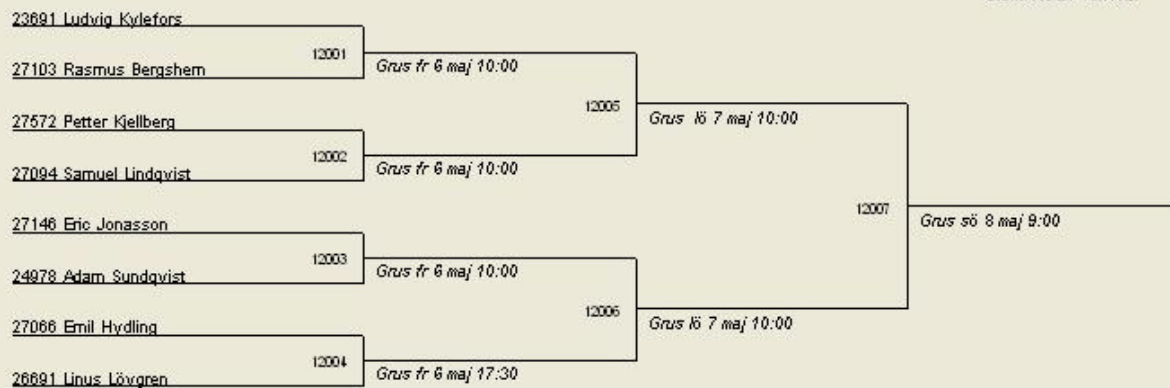 23691 Ludvig Kylefors
12001
Grus fr 6 maj 10:00
27103 Rasmus Bergshem
12005
Grus lö 7 maj 10:00
27572 Petter Kjellberg
12002
Grus fr 6 maj 10:00
27094 Samuel Lindqvist
12007
Grus sö 8 maj 9:00
27146 Eric Jonasson
12003
Grus fr 6 maj 10:00
24978 Adam Sundqvist
12006
Grus lö 7 maj 10:00
27066 Emil Hydling
12004
Grus fr 6 maj 17:30
26691 Linus Lövgren